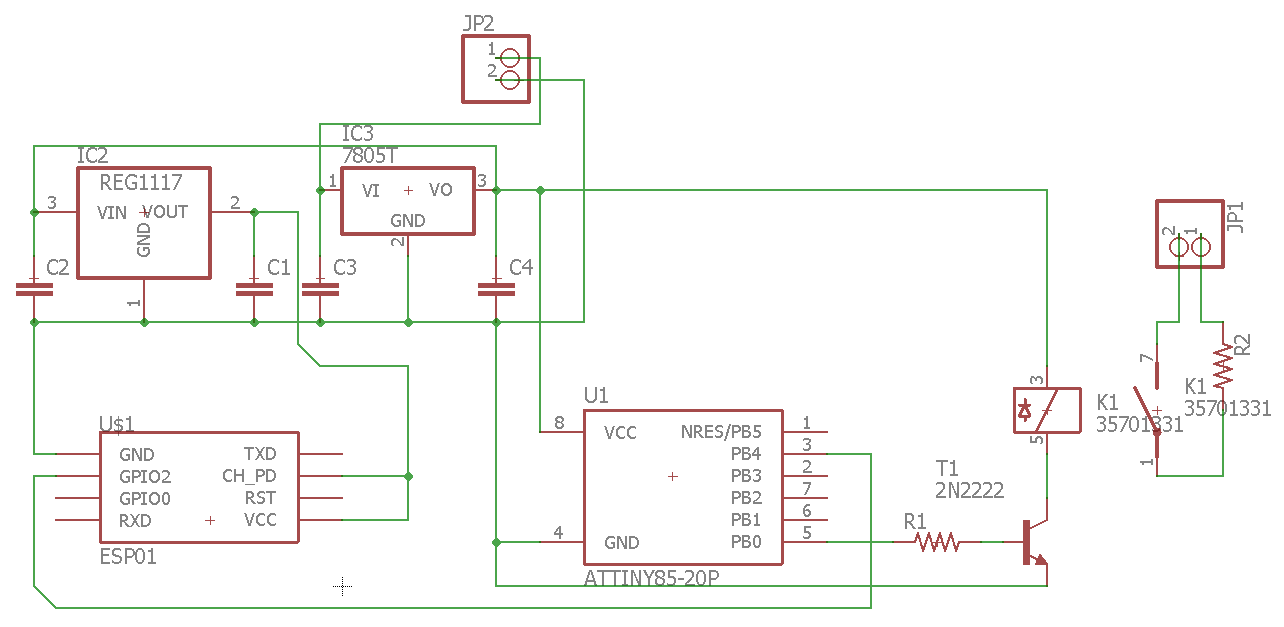 JP2
1
2
IC3
7805T
IC2
REG1117
3
VIN
VOUT
2
GND
1
1
VI
VO
3
GND
2
C2
C1
C3
C4
JP1
2
1
R2
7
K1
35701331
1
3
K1
35701331
5
U$1
GND
GPIO2
GPIO0
RXD
TXD
CH_PD
RST
VCC
ESP01
U1
8
VCC
4
GND
NRES/PB5
1
PB4
3
PB3
2
PB2
7
PB1
6
PB0
5
ATTINY85-20P
R1
T1
2N2222